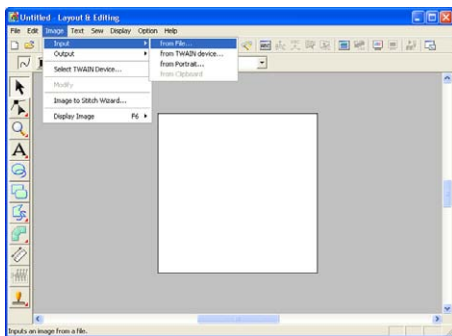 Untitled - Layout & Editing
File Edit Image Text Sew Display Option Help
Input
from File...
Output
from TWAIN device...
from Portrait...
Select TWAIN Device...
from Clipboard
Modify
Image to Stitch Wizard...
Display Image F6
A
Inputs an image from a file.